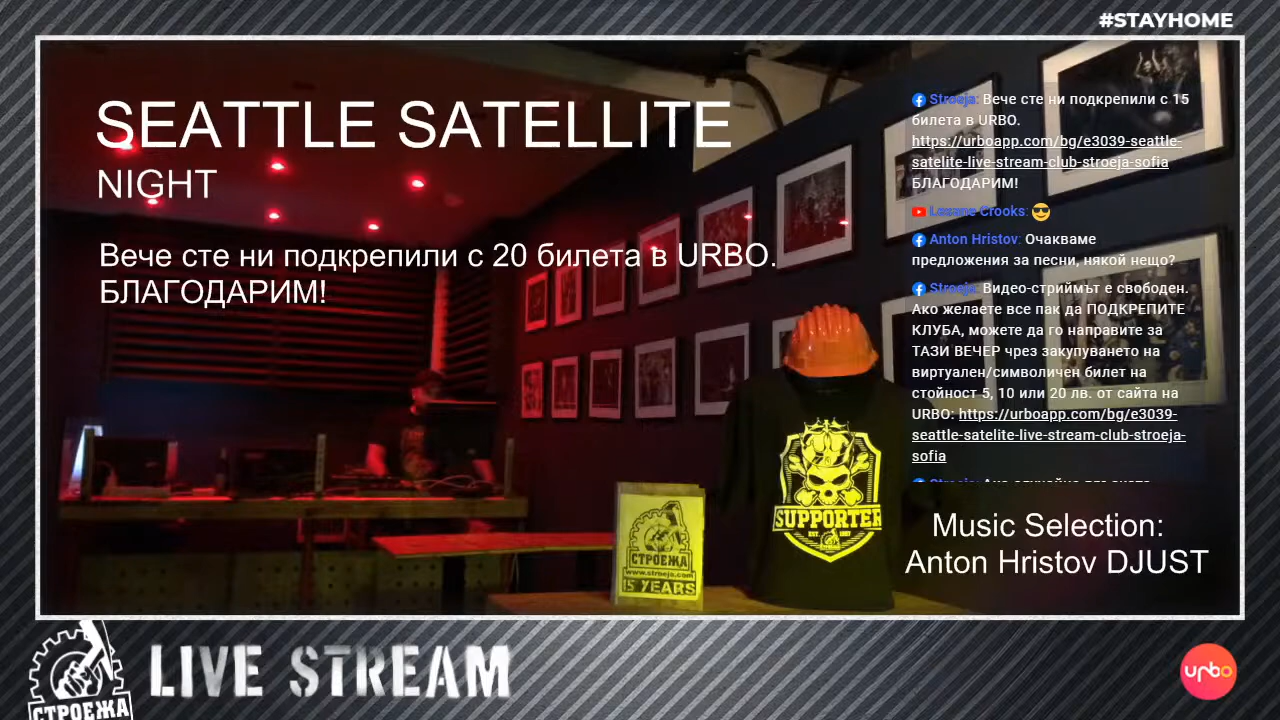 #STAYHOME
SEATTLE SATELLITE
NIGHT
Вече сте ни подкрепили с 20 билета в URBO.
БЛАГОДАРИМ!
Stroeja: Вече сте ни подкрепили с 15
билета в URBO.
https://urboapp.com/bg/e3039-seattle-
satelite-live-stream-club-stroeja-sofia
БЛАГОДАРИМ!
Lesane Crooks: 😎
Anton Hristov: Очакваме
предложения за песни, някой нещо?
Stroeja: Видео-стриймът е свободен.
Ако желаете все пак да ПОДКРЕПИТЕ
КЛУБА, можете да го направите за
ТАЗИ ВЕЧЕР чрез закупуването на
виртуален/символичен билет на
стойност 5, 10 или 20 лв. от сайта на
URBO: https://urboapp.com/bg/e3039-
seattle-satelite-live-stream-club-stroeja-
sofia
SUPPORTER
СТРОЕЖА
www.stroeja.com
15 YEARS
Music Selection:
Anton Hristov DJUST
СТРОЕЖА
LIVE STREAM
urbo